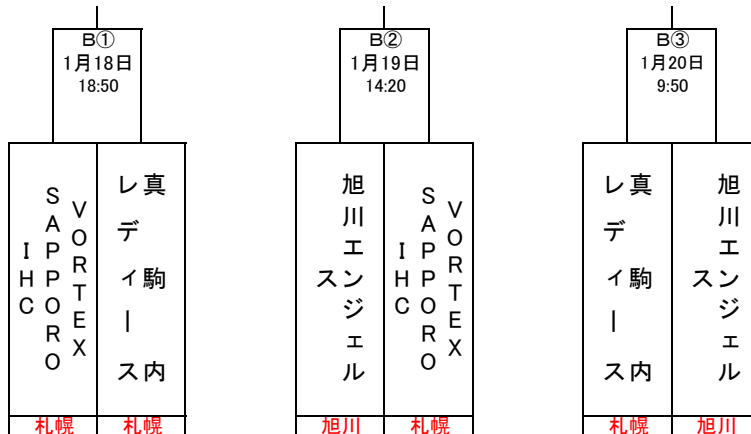 B①
1月18日
18:50
VORTEX
SAPPORO
IHC
真駒内
レディース
札幌
札幌
B②
1月19日
14:20
旭川エンジェル
ス
VORTEX
SAPPORO
IHC
旭川
札幌
B③
1月20日
9:50
真駒内
レディース
旭川エンジェル
ス
札幌
旭川